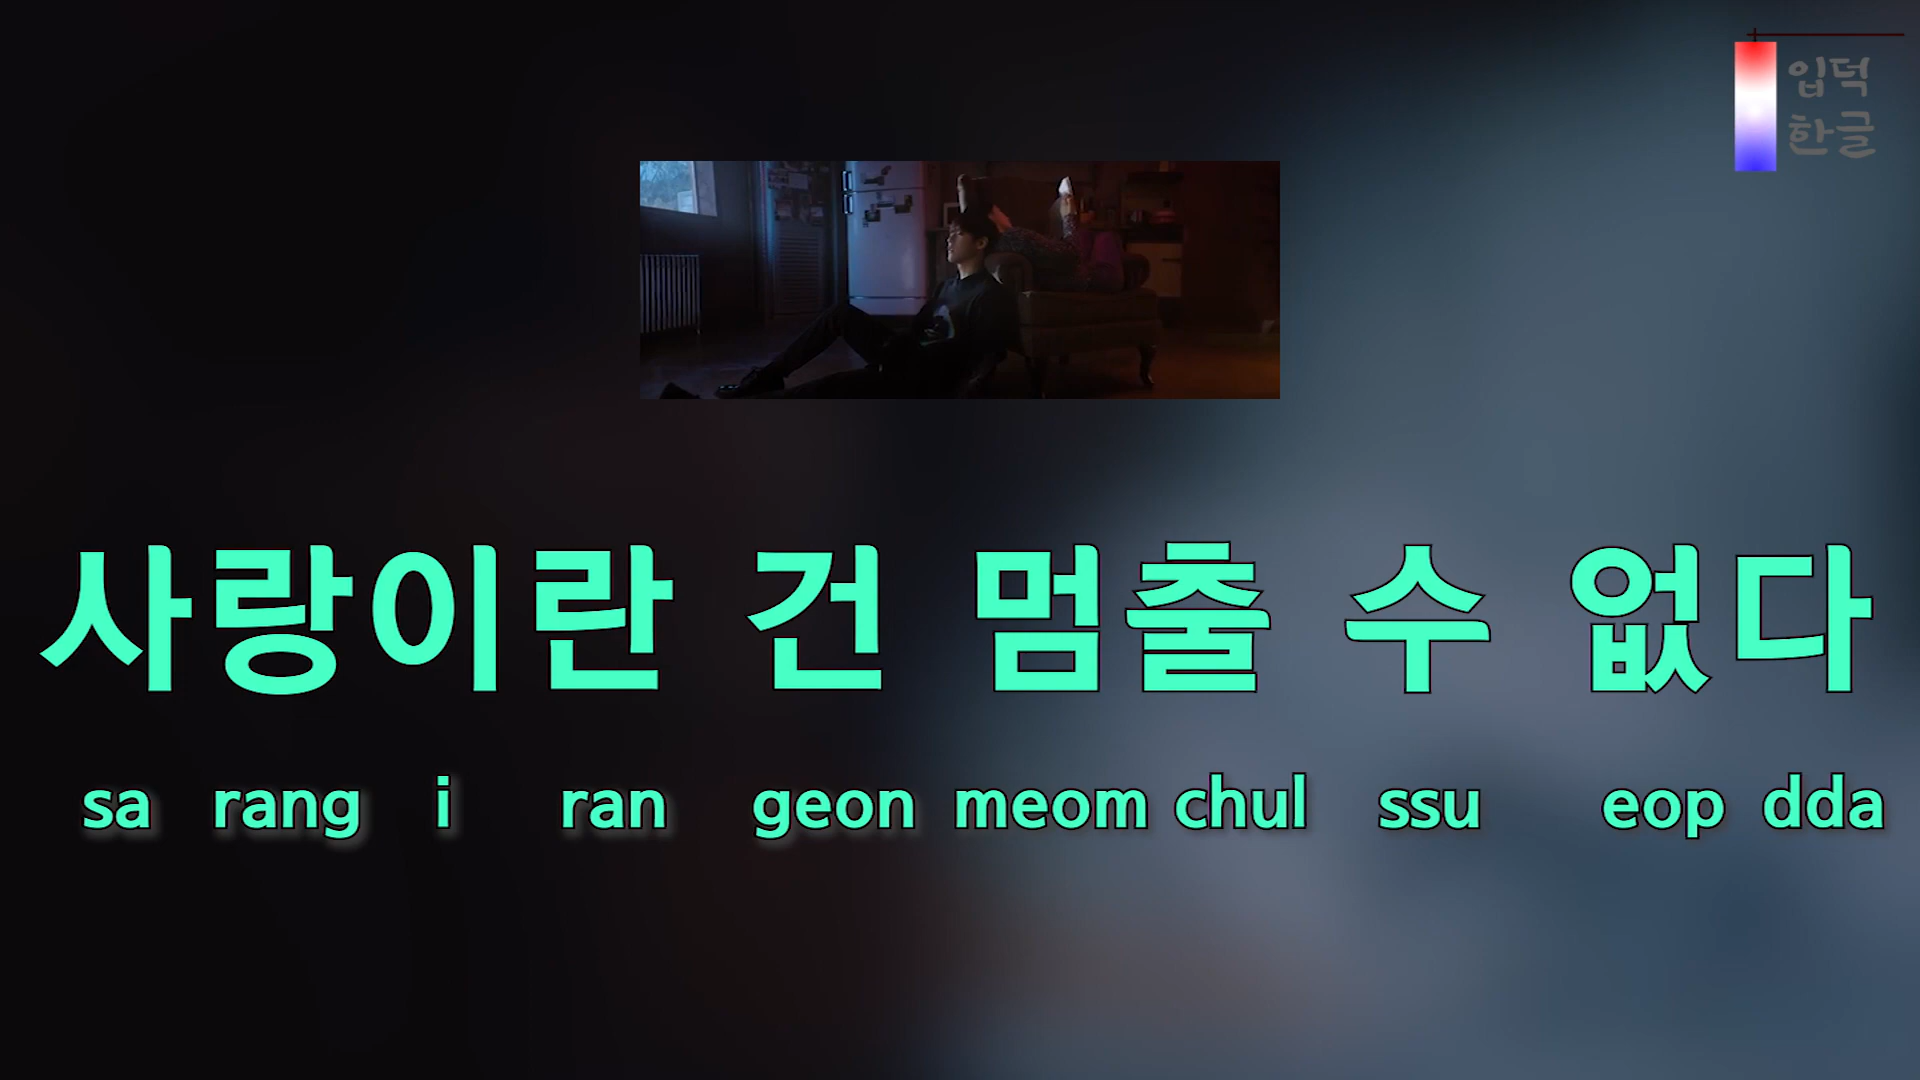 입덕
한글
사랑이란 건 멈출 수 없다
sa rang i ran geon meom chul ssu eop dda